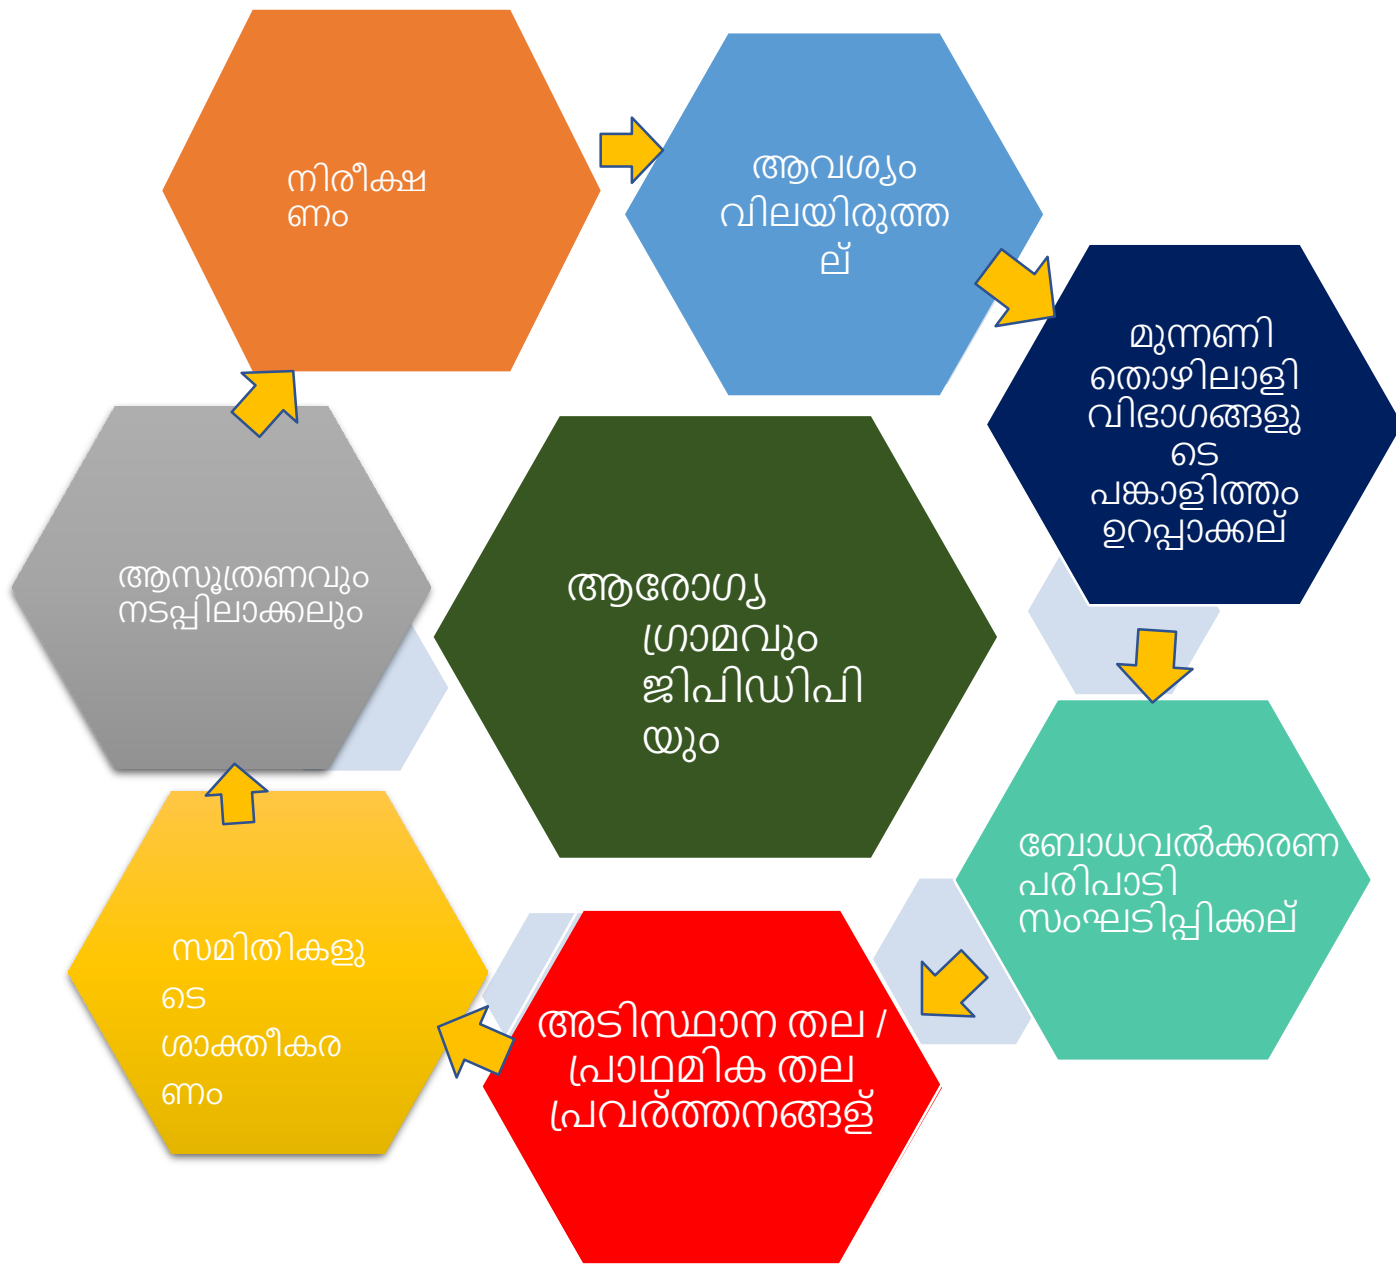 നിരീക്ഷ
ണം
ആവശ്യം
വിലയിരുത്ത
ല്
മുന്നണി
തൊഴിലാളി
വിഭാഗങ്ങളു
ടെ
പങ്കാളിത്തം
ഉറപ്പാക്കല്
ആസൂത്രണവും
നടപ്പിലാക്കലും
ആരോഗ്യ
ഗ്രാമവും
ജിപിഡിപി
യും
ബോധവൽക്കരണ
പരിപാടി
സംഘടിപ്പിക്കല്
അടിസ്ഥാന തല /
പ്രാഥമിക തല
പ്രവര്ത്തനങ്ങള്
സമിതികളു
ടെ
ശാക്തീകര
ണം